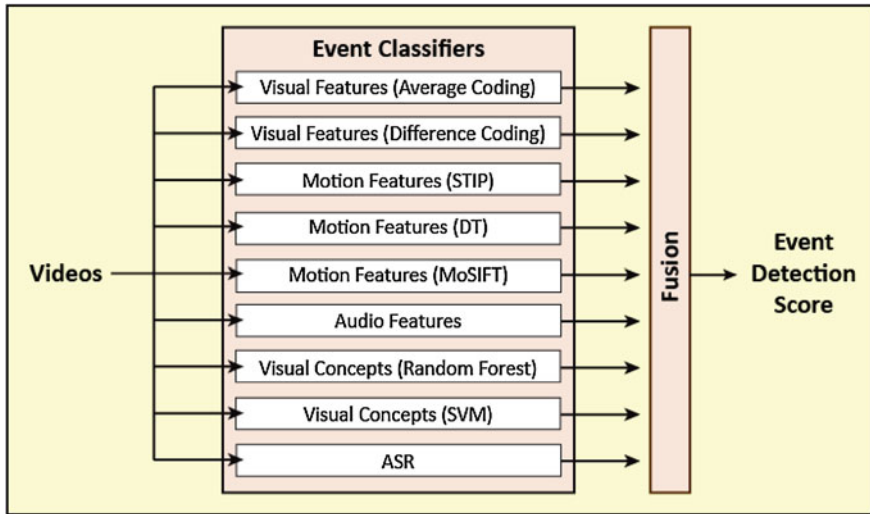 Event Classifiers
Visual Features (Average Coding)
Visual Features (Difference Coding)
Motion Features (STIP)
Motion Features (DT)
Motion Features (MoSIFT)
Audio Features
Visual Concepts (Random Forest)
Visual Concepts (SVM)
ASR
Videos
Fusion
Event
Detection
Score